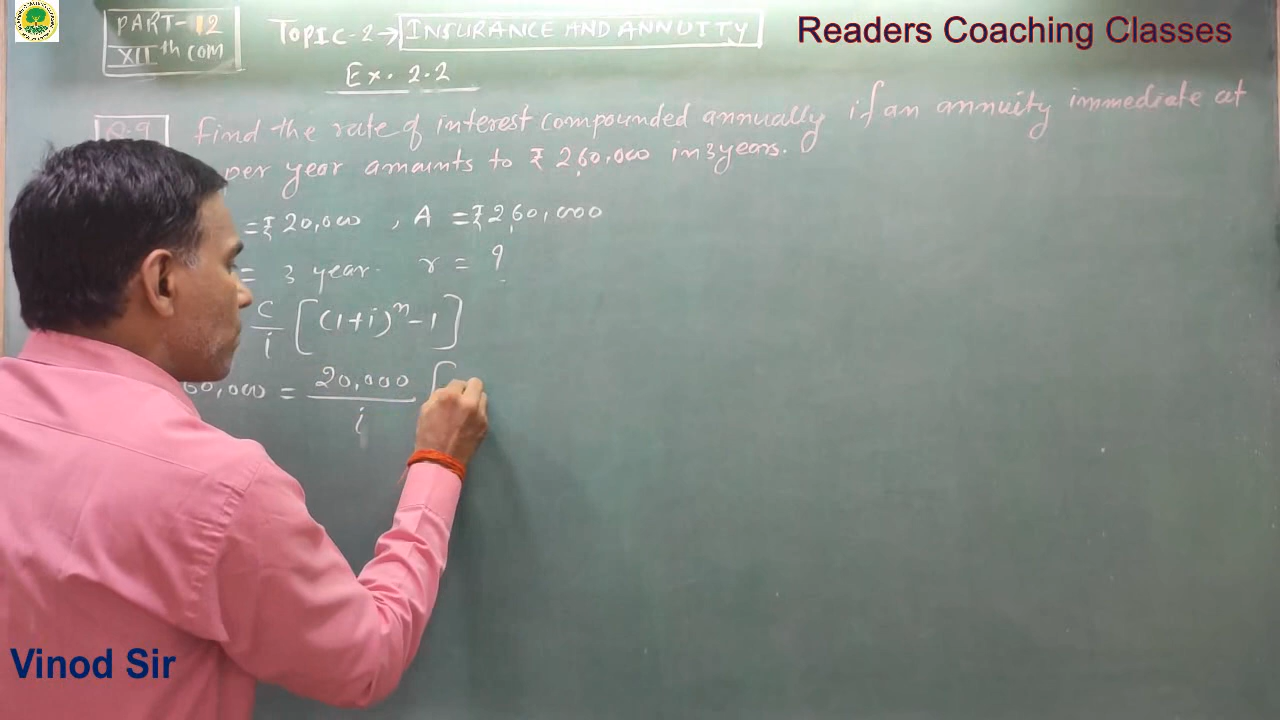 PART-12
XIIth COM
TOPIC-2→ INSURANCE AND ANNUITY
Readers Coaching Classes
Ex. 2.2
Q.9 Find the rate of interest compounded annually if an annuity immediate at
per year amounts to ₹ 2,60,000 in 3 years.
= ₹ 20,000 , A = ₹ 2,60,000
= 3 year. r = ?
C/i [(1+i)^n - 1]
60,000 = 20,000/i [
Vinod Sir